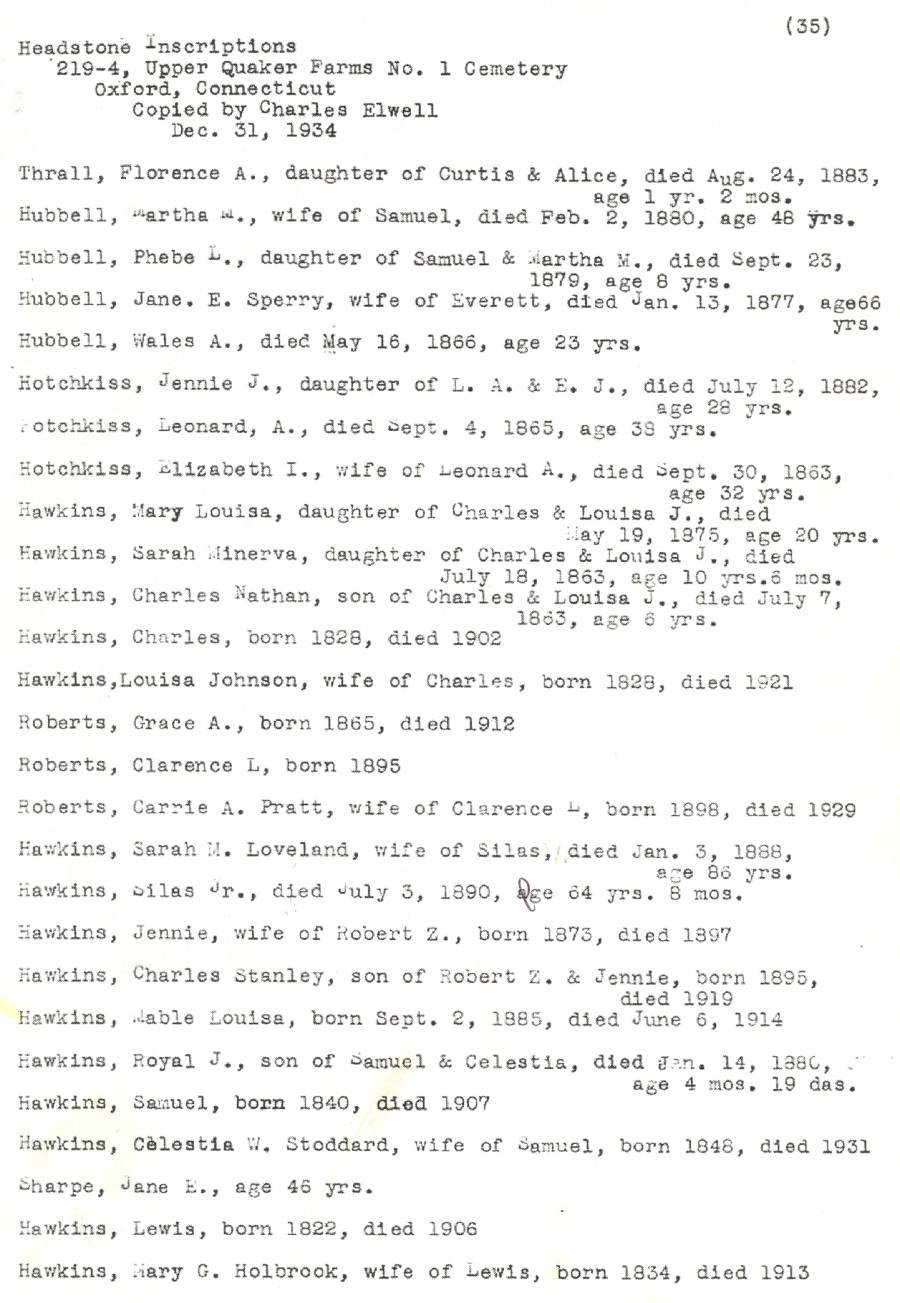 (35)
Headstone Inscriptions
219-4, Upper Quaker Farms No. 1 Cemetery
Oxford, Connecticut
Copied by Charles Elwell
Dec. 31, 1934
Thrall, Florence A., daughter of Curtis & Alice, died Aug. 24, 1883,
age 1 yr. 2 mos.
Hubbell, Martha M., wife of Samuel, died Feb. 2, 1880, age 48 yrs.
Hubbell, Phebe L., daughter of Samuel & Martha M., died Sept. 23,
1879, age 8 yrs.
Hubbell, Jane. E. Sperry, wife of Everett, died Jan. 13, 1877, age66
yrs.
Hubbell, Wales A., died May 16, 1866, age 23 yrs.
Hotchkiss, Jennie J., daughter of L. A. & E. J., died July 12, 1882,
age 28 yrs.
Hotchkiss, Leonard, A., died Sept. 4, 1865, age 38 yrs.
Hotchkiss, Elizabeth I., wife of Leonard A., died Sept. 30, 1863,
age 32 yrs.
Hawkins, Mary Louisa, daughter of Charles & Louisa J., died
May 19, 1875, age 20 yrs.
Hawkins, Sarah Minerva, daughter of Charles & Louisa J., died
July 18, 1863, age 10 yrs.6 mos.
Hawkins, Charles Nathan, son of Charles & Louisa J., died July 7,
1863, age 6 yrs.
Hawkins, Charles, born 1828, died 1902
Hawkins,Louisa Johnson, wife of Charles, born 1828, died 1921
Roberts, Grace A., born 1865, died 1912
Roberts, Clarence L, born 1895
Roberts, Carrie A. Pratt, wife of Clarence L, born 1898, died 1929
Hawkins, Sarah M. Loveland, wife of Silas, died Jan. 3, 1888,
age 86 yrs.
Hawkins, Silas Jr., died July 3, 1890, age 64 yrs. 8 mos.
Hawkins, Jennie, wife of Robert Z., born 1873, died 1897
Hawkins, Charles Stanley, son of Robert Z. & Jennie, born 1895,
died 1919
Hawkins, Mable Louisa, born Sept. 2, 1885, died June 6, 1914
Hawkins, Royal J., son of Samuel & Celestia, died Jan. 14,
age 4 mos. 19 das.
Hawkins, Samuel, born 1840, died 1907
Hawkins, Celestia W. Stoddard, wife of Samuel, born 1848, died 1931
Sharpe, Jane E., age 46 yrs.
Hawkins, Lewis, born 1822, died 1906
Hawkins, Mary G. Holbrook, wife of Lewis, born 1834, died 1913